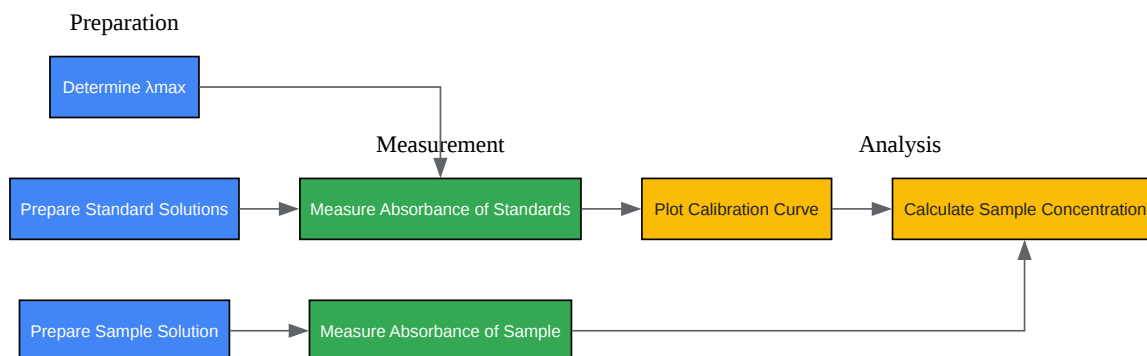 Preparation
Determine λmax
Measurement
Analysis
Prepare Standard Solutions
Measure Absorbance of Standards
Plot Calibration Curve
Calculate Sample Concentration
Prepare Sample Solution
Measure Absorbance of Sample